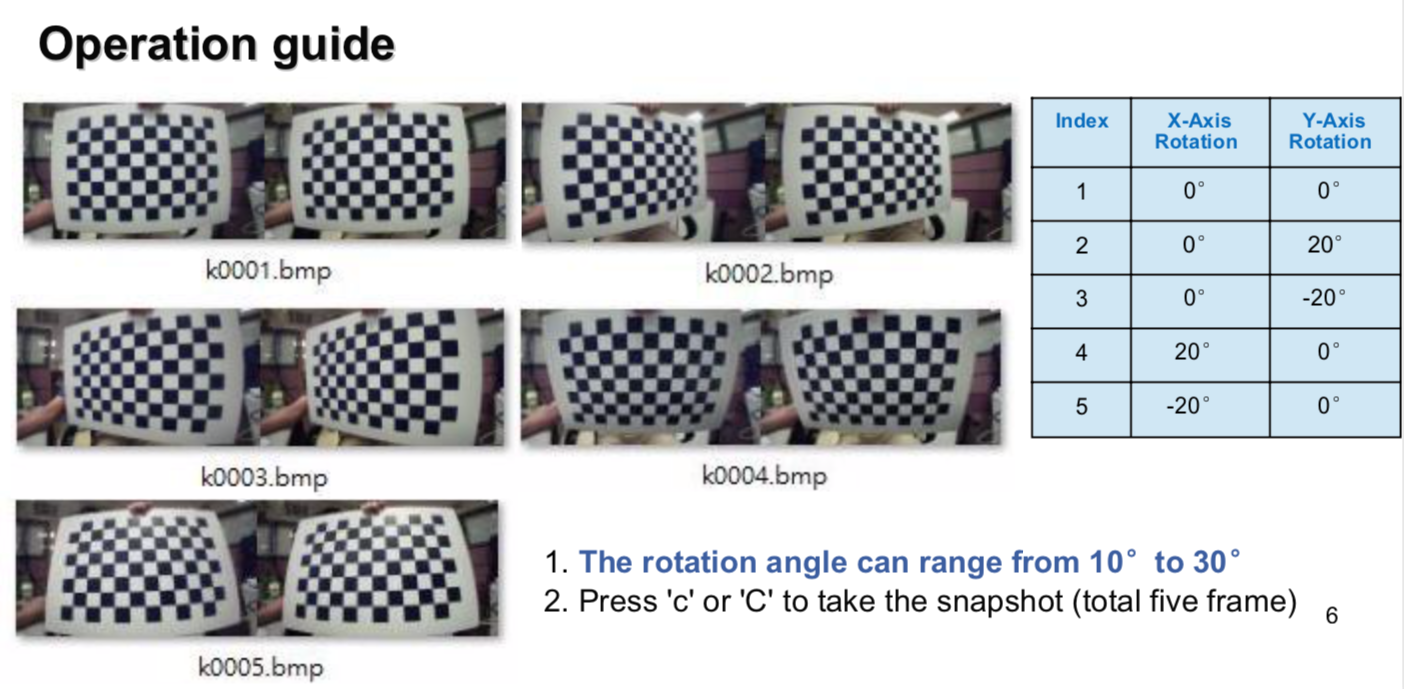 Operation guide
k0001.bmp
k0002.bmp
k0003.bmp
k0004.bmp
k0005.bmp
Index X-Axis Rotation Y-Axis Rotation
1 0° 0°
2 0° 20°
3 0° -20°
4 20° 0°
5 -20° 0°
1. The rotation angle can range from 10° to 30°
2. Press 'c' or 'C' to take the snapshot (total five frame)
6